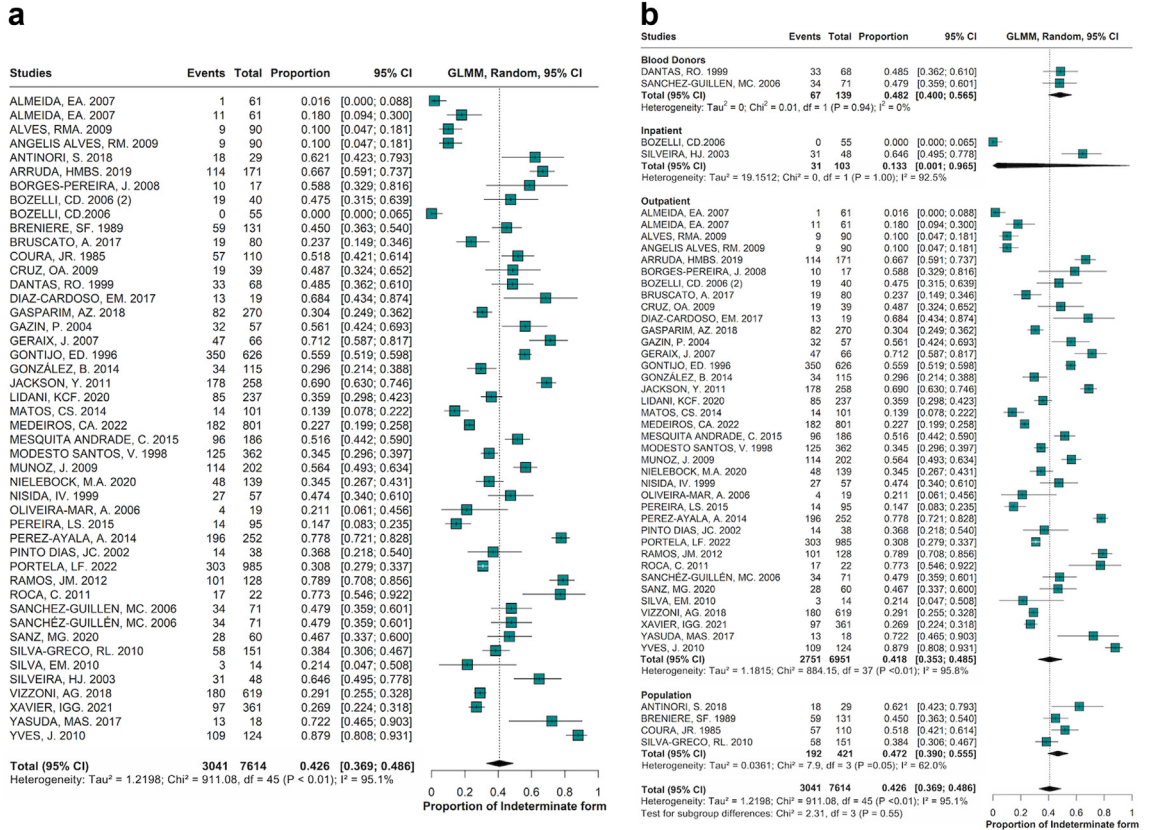 a
Studies Events Total Proportion 95% CI GLMM, Random, 95% CI
ALMEIDA, EA. 2007 1 61 0.016 [0.000; 0.088]
ALMEIDA, EA. 2007 11 61 0.180 [0.094; 0.300]
ALVES, RMA. 2009 9 90 0.100 [0.047; 0.181]
ANGELIS ALVES, RM. 2009 9 90 0.100 [0.047; 0.181]
ANTINORI, S. 2018 18 29 0.621 [0.423; 0.793]
ARRUDA, HMBS. 2019 114 171 0.667 [0.591; 0.737]
BORGES-PEREIRA, J. 2008 10 17 0.588 [0.329; 0.816]
BOZELLI, CD. 2006 (2) 19 40 0.475 [0.315; 0.639]
BOZELLI, CD.2006 0 55 0.000 [0.000; 0.065]
BRENIERE, SF. 1989 59 131 0.450 [0.363; 0.540]
BRUSCATO, A. 2017 19 80 0.237 [0.149; 0.346]
COURA, JR. 1985 57 110 0.518 [0.421; 0.614]
CRUZ, OA. 2009 19 39 0.487 [0.324; 0.652]
DANTAS, RO. 1999 33 68 0.485 [0.362; 0.610]
DIAZ-CARDOSO, EM. 2017 13 19 0.684 [0.434; 0.874]
GASPARIM, AZ. 2018 82 270 0.304 [0.249; 0.362]
GAZIN, P. 2004 32 57 0.561 [0.424; 0.693]
GERAIX, J. 2007 47 66 0.712 [0.587; 0.817]
GONTIJO, ED. 1996 350 626 0.559 [0.519; 0.598]
GONZÁLEZ, B. 2014 34 115 0.296 [0.214; 0.388]
JACKSON, Y. 2011 178 258 0.690 [0.630; 0.746]
LIDANI, KCF. 2020 85 237 0.359 [0.298; 0.423]
MATOS, CS. 2014 14 101 0.139 [0.078; 0.222]
MEDEIROS, CA. 2022 182 801 0.227 [0.199; 0.258]
MESQUITA ANDRADE, C. 2015 96 186 0.516 [0.442; 0.590]
MODESTO SANTOS, V. 1998 125 362 0.345 [0.296; 0.397]
MUNOZ, J. 2009 114 202 0.564 [0.493; 0.634]
NIELEBOCK, M.A. 2020 48 139 0.345 [0.267; 0.431]
NISIDA, IV. 1999 27 57 0.474 [0.340; 0.610]
OLIVEIRA-MAR, A. 2006 4 19 0.211 [0.061; 0.456]
PEREIRA, LS. 2015 14 95 0.147 [0.083; 0.235]
PEREZ-AYALA, A. 2014 196 252 0.778 [0.721; 0.828]
PINTO DIAS, JC. 2002 14 38 0.368 [0.218; 0.540]
PORTELA, LF. 2022 303 985 0.308 [0.279; 0.337]
RAMOS, JM. 2012 101 128 0.789 [0.708; 0.856]
ROCA, C. 2011 17 22 0.773 [0.546; 0.922]
SANCHEZ-GUILLEN, MC. 2006 34 71 0.479 [0.359; 0.601]
SANCHÉZ-GUILLÉN, MC. 2006 34 71 0.479 [0.359; 0.601]
SANZ, MG. 2020 28 60 0.467 [0.337; 0.600]
SILVA-GRECO, RL. 2010 58 151 0.384 [0.306; 0.467]
SILVA, EM. 2010 3 14 0.214 [0.047; 0.508]
SILVEIRA, HJ. 2003 31 48 0.646 [0.495; 0.778]
VIZZONI, AG. 2018 180 619 0.291 [0.255; 0.328]
XAVIER, IGG. 2021 97 361 0.269 [0.224; 0.318]
YASUDA, MAS. 2017 13 18 0.722 [0.465; 0.903]
YVES, J. 2010 109 124 0.879 [0.808; 0.931]
Total (95% CI) 3041 7614 0.426 [0.369; 0.486]
Heterogeneity: Tau² = 1.2198; Chi² = 911.08, df = 45 (P < 0.01); I² = 95.1%
0 0.2 0.4 0.6 0.8 1
Proportion of Indeterminate form
b
Studies Events Total Proportion 95% CI GLMM, Random, 95% CI
Blood Donors
DANTAS, RO. 1999 33 68 0.485 [0.362; 0.610]
SANCHEZ-GUILLEN, MC. 2006 34 71 0.479 [0.359; 0.601]
Total (95% CI) 67 139 0.482 [0.400; 0.565]
Heterogeneity: Tau² = 0; Chi² = 0.01, df = 1 (P = 0.94); I² = 0%
Inpatient
BOZELLI, CD.2006 0 55 0.000 [0.000; 0.065]
SILVEIRA, HJ. 2003 31 48 0.646 [0.495; 0.778]
Total (95% CI) 31 103 0.133 [0.001; 0.965]
Heterogeneity: Tau² = 19.1512; Chi² = 0, df = 1 (P = 1.00); I² = 92.5%
Outpatient
ALMEIDA, EA. 2007 1 61 0.016 [0.000; 0.088]
ALMEIDA, EA. 2007 11 61 0.180 [0.094; 0.300]
ALVES, RMA. 2009 9 90 0.100 [0.047; 0.181]
ANGELIS ALVES, RM. 2009 9 90 0.100 [0.047; 0.181]
ARRUDA, HMBS. 2019 114 171 0.667 [0.591; 0.737]
BORGES-PEREIRA, J. 2008 10 17 0.588 [0.329; 0.816]
BOZELLI, CD. 2006 (2) 19 40 0.475 [0.315; 0.639]
BRUSCATO, A. 2017 19 80 0.237 [0.149; 0.346]
CRUZ, OA. 2009 19 39 0.487 [0.324; 0.652]
DIAZ-CARDOSO, EM. 2017 13 19 0.684 [0.434; 0.874]
GASPARIM, AZ. 2018 82 270 0.304 [0.249; 0.362]
GAZIN, P. 2004 32 57 0.561 [0.424; 0.693]
GERAIX, J. 2007 47 66 0.712 [0.587; 0.817]
GONTIJO, ED. 1996 350 626 0.559 [0.519; 0.598]
GONZÁLEZ, B. 2014 34 115 0.296 [0.214; 0.388]
JACKSON, Y. 2011 178 258 0.690 [0.630; 0.746]
LIDANI, KCF. 2020 85 237 0.359 [0.298; 0.423]
MATOS, CS. 2014 14 101 0.139 [0.078; 0.222]
MEDEIROS, CA. 2022 182 801 0.227 [0.199; 0.258]
MESQUITA ANDRADE, C. 2015 96 186 0.516 [0.442; 0.590]
MODESTO SANTOS, V. 1998 125 362 0.345 [0.296; 0.397]
MUNOZ, J. 2009 114 202 0.564 [0.493; 0.634]
NIELEBOCK, M.A. 2020 48 139 0.345 [0.267; 0.431]
NISIDA, IV. 1999 27 57 0.474 [0.340; 0.610]
OLIVEIRA-MAR, A. 2006 4 19 0.211 [0.061; 0.456]
PEREIRA, LS. 2015 14 95 0.147 [0.083; 0.235]
PEREZ-AYALA, A. 2014 196 252 0.778 [0.721; 0.828]
PINTO DIAS, JC. 2002 14 38 0.368 [0.218; 0.540]
PORTELA, LF. 2022 303 985 0.308 [0.279; 0.337]
RAMOS, JM. 2012 101 128 0.789 [0.708; 0.856]
ROCA, C. 2011 17 22 0.773 [0.546; 0.922]
SANCHÉZ-GUILLÉN, MC. 2006 34 71 0.479 [0.359; 0.601]
SANZ, MG. 2020 28 60 0.467 [0.337; 0.600]
SILVA, EM. 2010 3 14 0.214 [0.047; 0.508]
VIZZONI, AG. 2018 180 619 0.291 [0.255; 0.328]
XAVIER, IGG. 2021 97 361 0.269 [0.224; 0.318]
YASUDA, MAS. 2017 13 18 0.722 [0.465; 0.903]
YVES, J. 2010 109 124 0.879 [0.808; 0.931]
Total (95% CI) 2751 6951 0.418 [0.353; 0.485]
Heterogeneity: Tau² = 1.1815; Chi² = 884.15, df = 37 (P <0.01); I² = 95.8%
Population
ANTINORI, S. 2018 18 29 0.621 [0.423; 0.793]
BRENIERE, SF. 1989 59 131 0.450 [0.363; 0.540]
COURA, JR. 1985 57 110 0.518 [0.421; 0.614]
SILVA-GRECO, RL. 2010 58 151 0.384 [0.306; 0.467]
Total (95% CI) 192 421 0.472 [0.390; 0.555]
Heterogeneity: Tau² = 0.0361; Chi² = 7.9, df = 3 (P =0.05); I² = 62.0%
Total (95% CI) 3041 7614 0.426 [0.369; 0.486]
Heterogeneity: Tau² = 1.2198; Chi² = 911.08, df = 45 (P <0.01); I² = 95.1%
Test for subgroup differences: Chi² = 2.31, df = 3 (P = 0.55)
0 0.2 0.4 0.6 0.8 1
Proportion of Indeterminate form